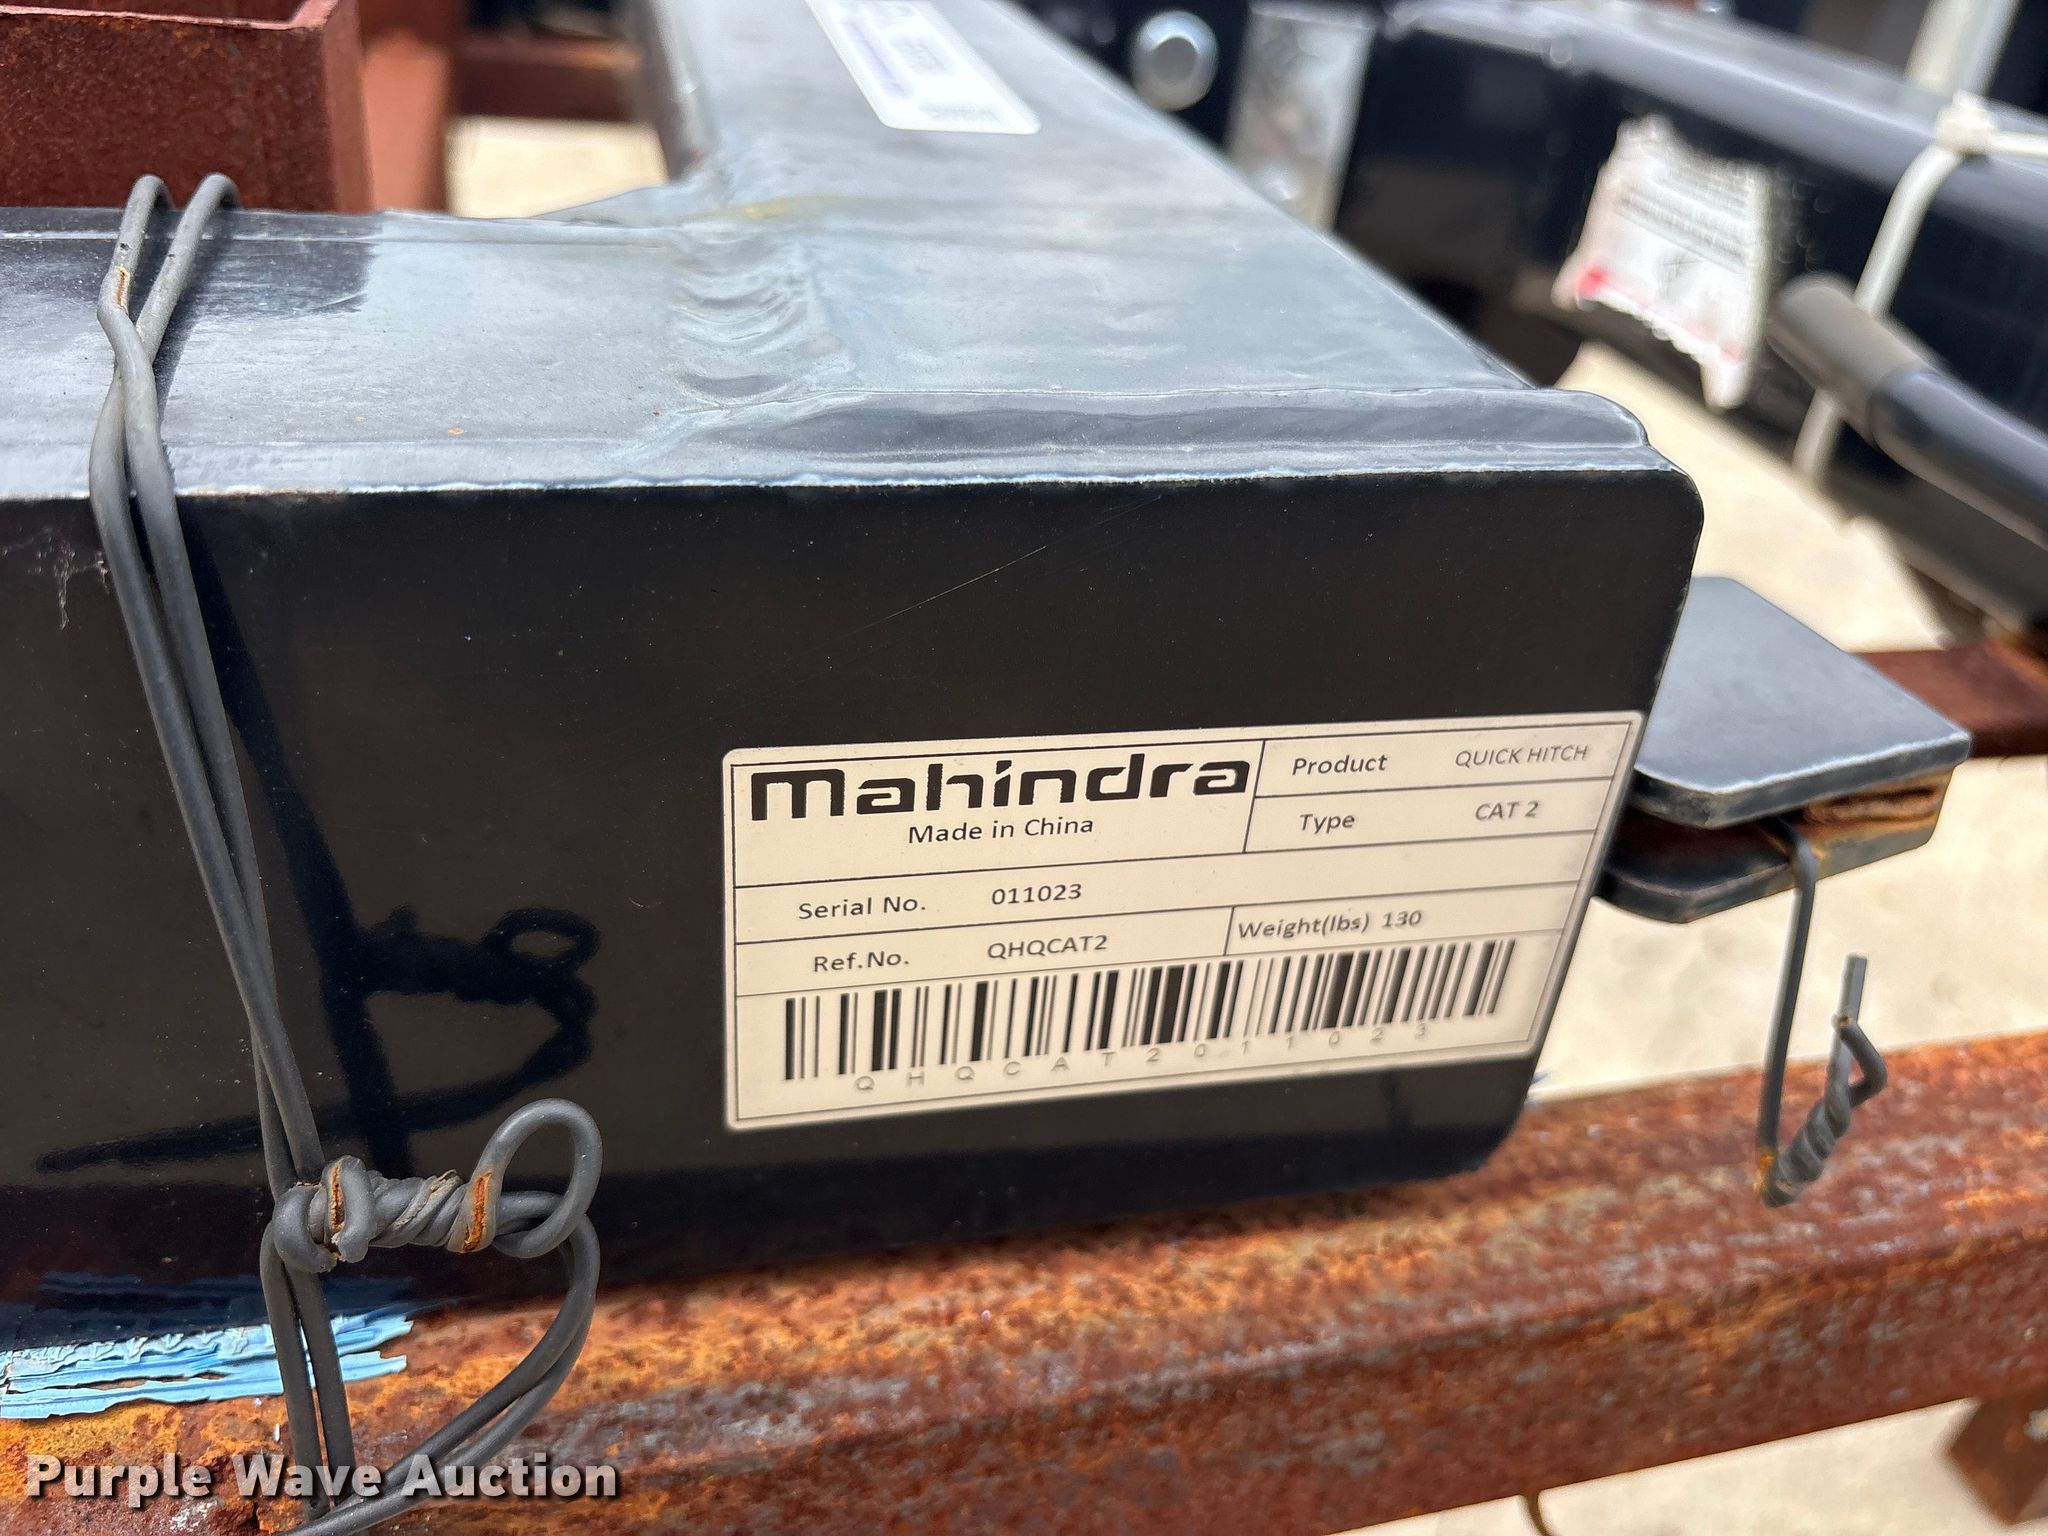 mahindra
Made in China
Product QUICK HITCH
Type CAT 2
Serial No. 011023
Ref.No. QHQCAT2
Weight(lbs) 130
QHQCAT2011023
Purple Wave Auction